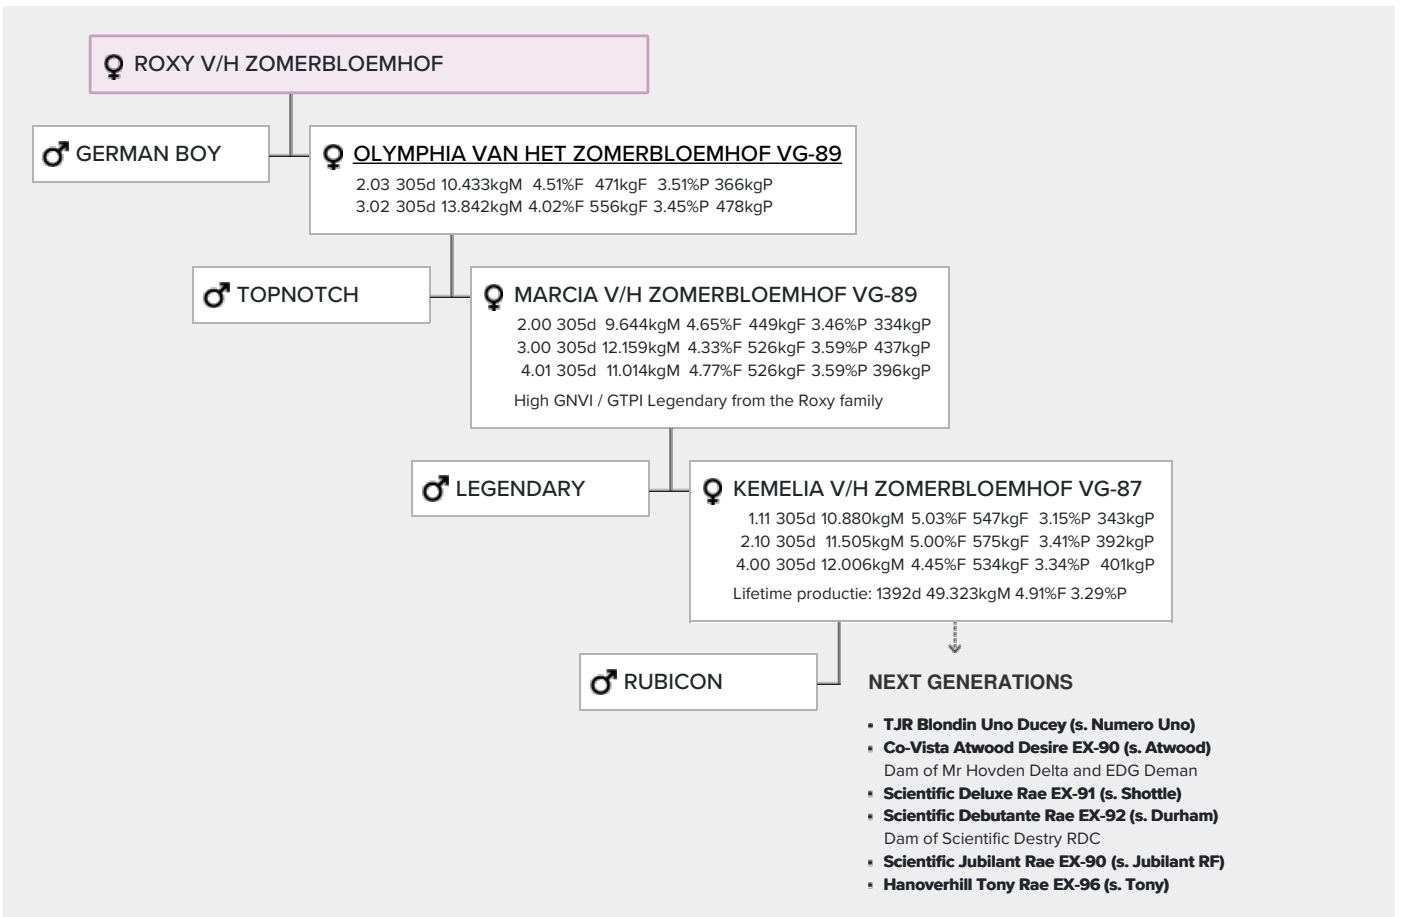 ROXY V/H ZOMERBLOEMHOF
GERMAN BOY
OLYMPHIA VAN HET ZOMERBLOEMHOF VG-89
2.03 305d 10.433kgM 4.51%F 471kgF 3.51%P 366kgP
3.02 305d 13.842kgM 4.02%F 556kgF 3.45%P 478kgP
TOPNOTCH
MARCIA V/H ZOMERBLOEMHOF VG-89
2.00 305d 9.644kgM 4.65%F 449kgF 3.46%P 334kgP
3.00 305d 12.159kgM 4.33%F 526kgF 3.59%P 437kgP
4.01 305d 11.014kgM 4.77%F 526kgF 3.59%P 396kgP
High GNVI / GTPI Legendary from the Roxy family
LEGENDARY
KEMELIA V/H ZOMERBLOEMHOF VG-87
1.11 305d 10.880kgM 5.03%F 547kgF 3.15%P 343kgP
2.10 305d 11.505kgM 5.00%F 575kgF 3.41%P 392kgP
4.00 305d 12.006kgM 4.45%F 534kgF 3.34%P 401kgP
Lifetime productie: 1392d 49.323kgM 4.91%F 3.29%P
RUBICON
NEXT GENERATIONS
TJR Blondin Uno Ducey (s. Numero Uno)
Co-Vista Atwood Desire EX-90 (s. Atwood)
Dam of Mr Hovden Delta and EDG Deman
Scientific Deluxe Rae EX-91 (s. Shottle)
Scientific Debutante Rae EX-92 (s. Durham)
Dam of Scientific Destry RDC
Scientific Jubilant Rae EX-90 (s. Jubilant RF)
Hanoverhill Tony Rae EX-96 (s. Tony)